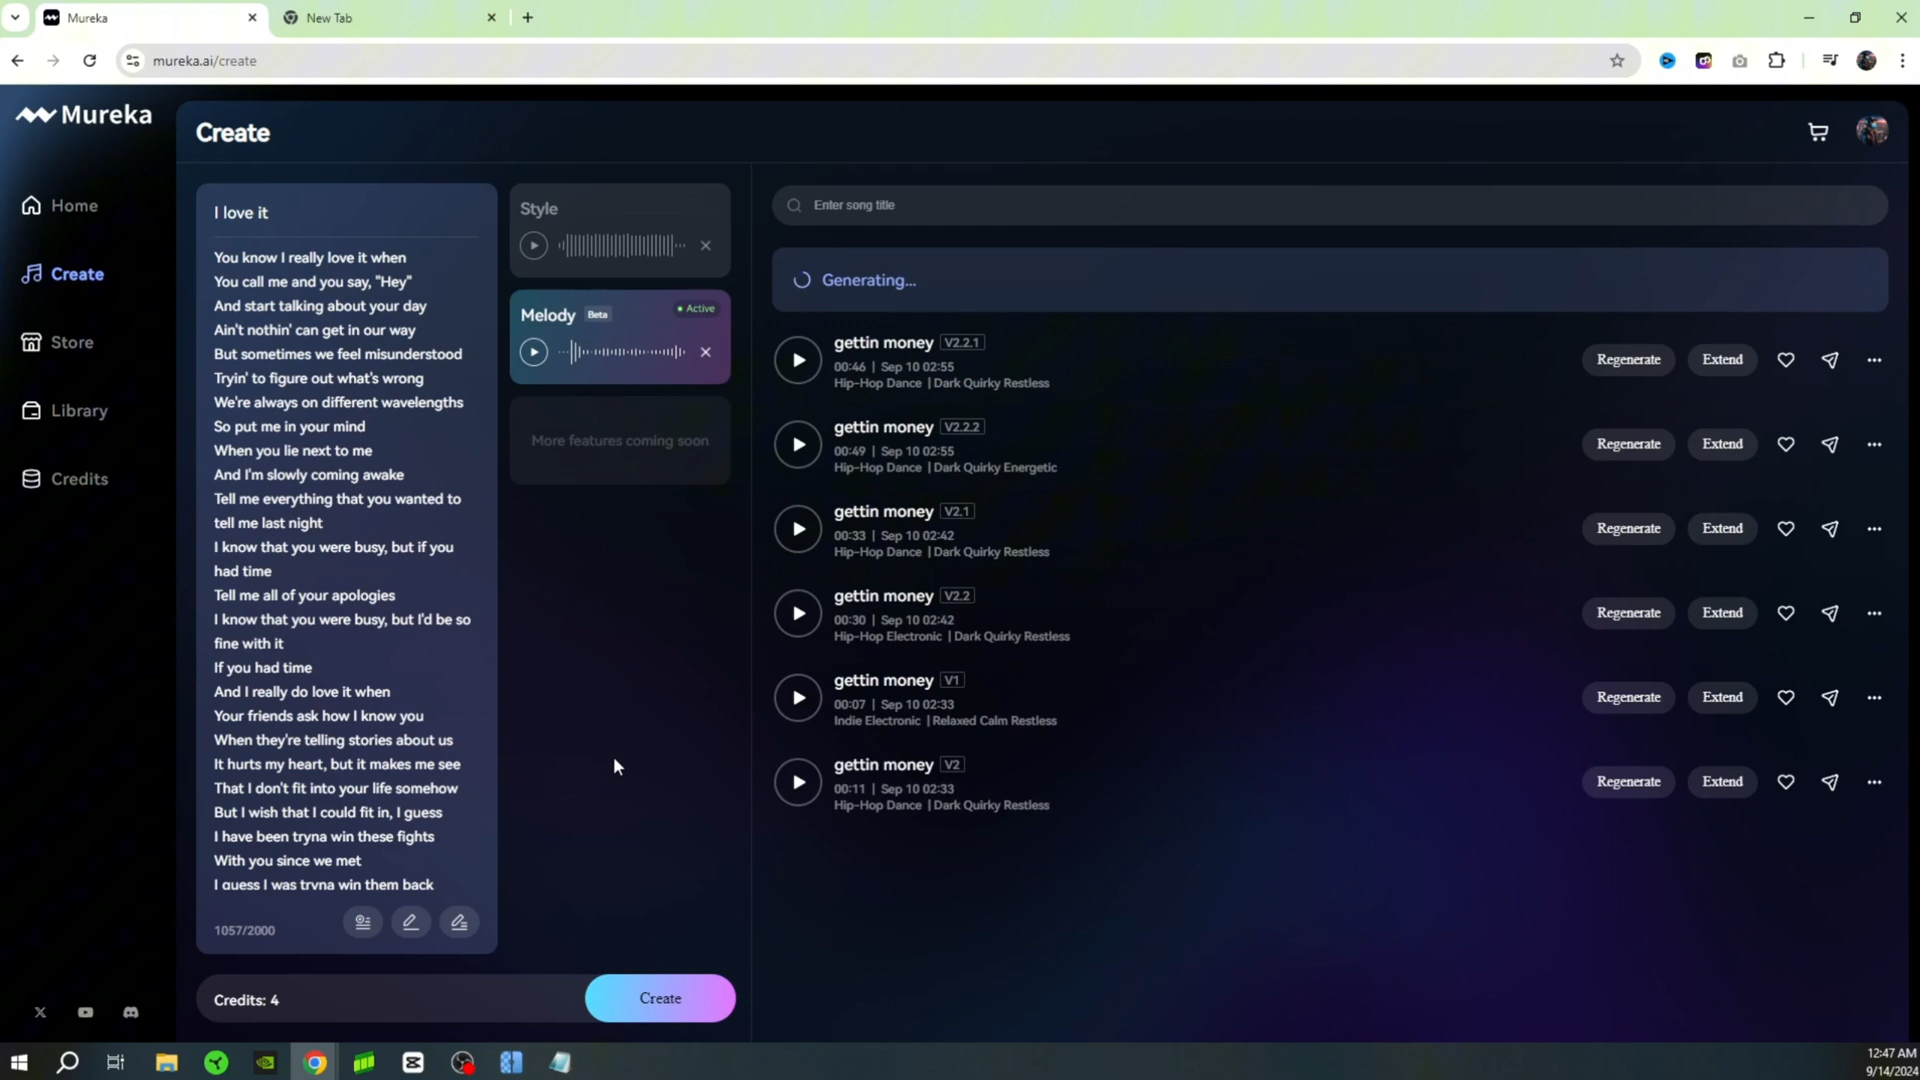 Mureka
New Tab
mureka.ai/create
Mureka
Create
Home
Create
Store
Library
Credits
I love it
You know I really love it when
You call me and you say, "Hey"
And start talking about your day
Ain't nothin' can get in our way
But sometimes we feel misunderstood
Tryin' to figure out what's wrong
We're always on different wavelengths
So put me in your mind
When you lie next to me
And I'm slowly coming awake
Tell me everything that you wanted to
tell me last night
I know that you were busy, but if you
had time
Tell me all of your apologies
I know that you were busy, but I'd be so
fine with it
If you had time
And I really do love it when
Your friends ask how I know you
When they're telling stories about us
It hurts my heart, but it makes me see
That I don't fit into your life somehow
But I wish that I could fit in, I guess
I have been tryna win these fights
With you since we met
I guess I was tryna win them back
1057/2000
Credits: 4
Create
Style
Melody Beta
Active
More features coming soon
Enter song title
Generating...
gettin money V2.2.1
00:46 | Sep 10 02:55
Hip-Hop Dance | Dark Quirky Restless
Regenerate Extend
gettin money V2.2.2
00:49 | Sep 10 02:55
Hip-Hop Dance | Dark Quirky Energetic
Regenerate Extend
gettin money V2.1
00:33 | Sep 10 02:42
Hip-Hop Dance | Dark Quirky Restless
Regenerate Extend
gettin money V2.2
00:30 | Sep 10 02:42
Hip-Hop Electronic | Dark Quirky Restless
Regenerate Extend
gettin money V1
00:07 | Sep 10 02:33
Indie Electronic | Relaxed Calm Restless
Regenerate Extend
gettin money V2
00:11 | Sep 10 02:33
Hip-Hop Dance | Dark Quirky Restless
Regenerate Extend
12:47 AM
9/14/2024